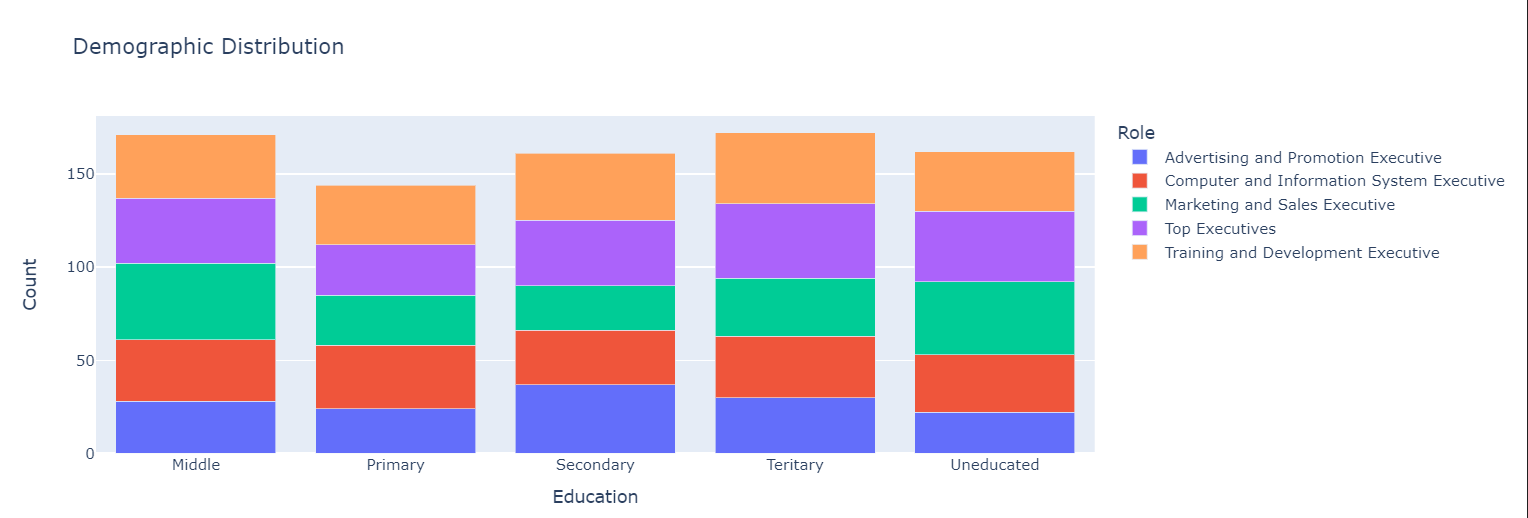 Demographic Distribution
Role
Advertising and Promotion Executive
Computer and Information System Executive
Marketing and Sales Executive
Top Executives
Training and Development Executive
Count
150
100
50
0
Middle
Primary
Secondary
Teritary
Uneducated
Education